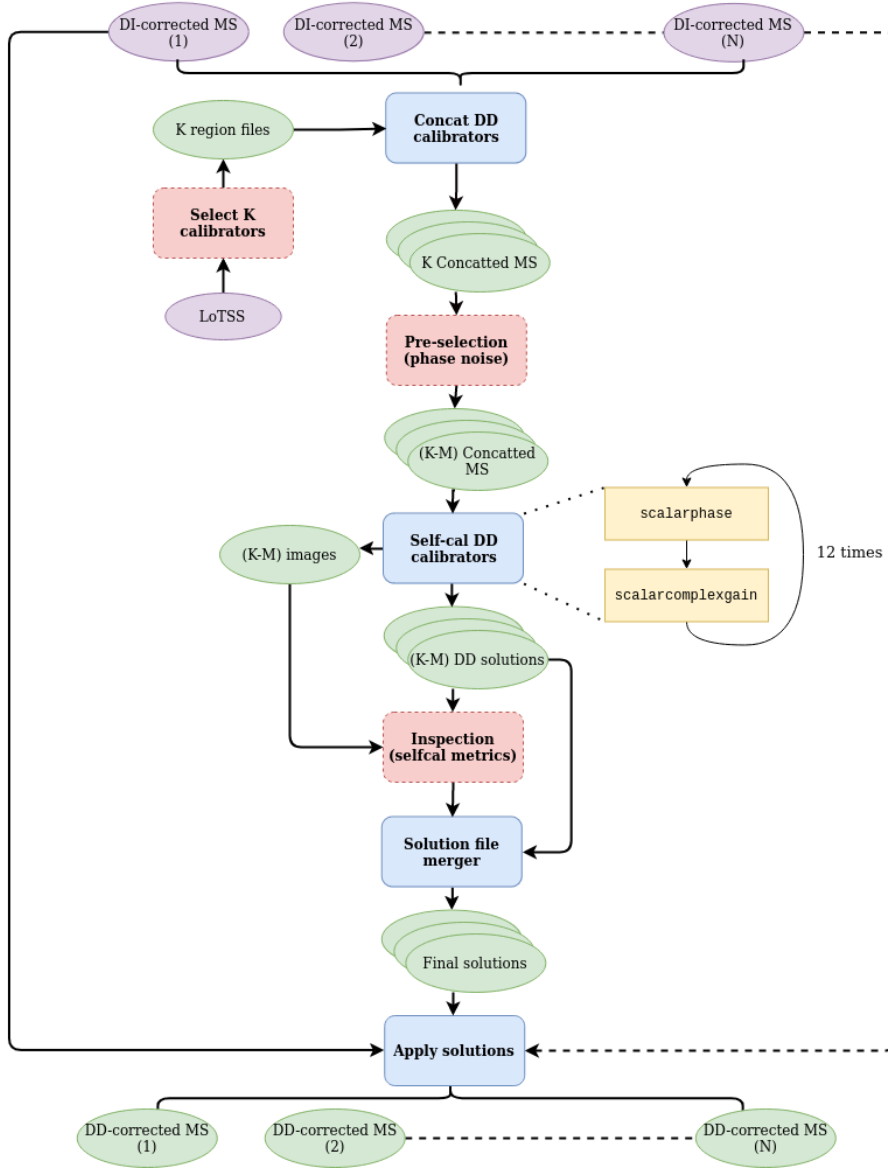 DI-corrected MS
(1)
DI-corrected MS
(2)
DI-corrected MS
(N)
K region files
Concat DD
calibrators
Select K
calibrators
LoTSS
K Concatted MS
Pre-selection
(phase noise)
(K-M) Concatted
MS
Self-cal DD
calibrators
(K-M) images
scalarphase
12 times
scalarcomplexgain
(K-M) DD solutions
Inspection
(selfcal metrics)
Solution file
merger
Final solutions
Apply solutions
DD-corrected MS
(1)
DD-corrected MS
(2)
DD-corrected MS
(N)